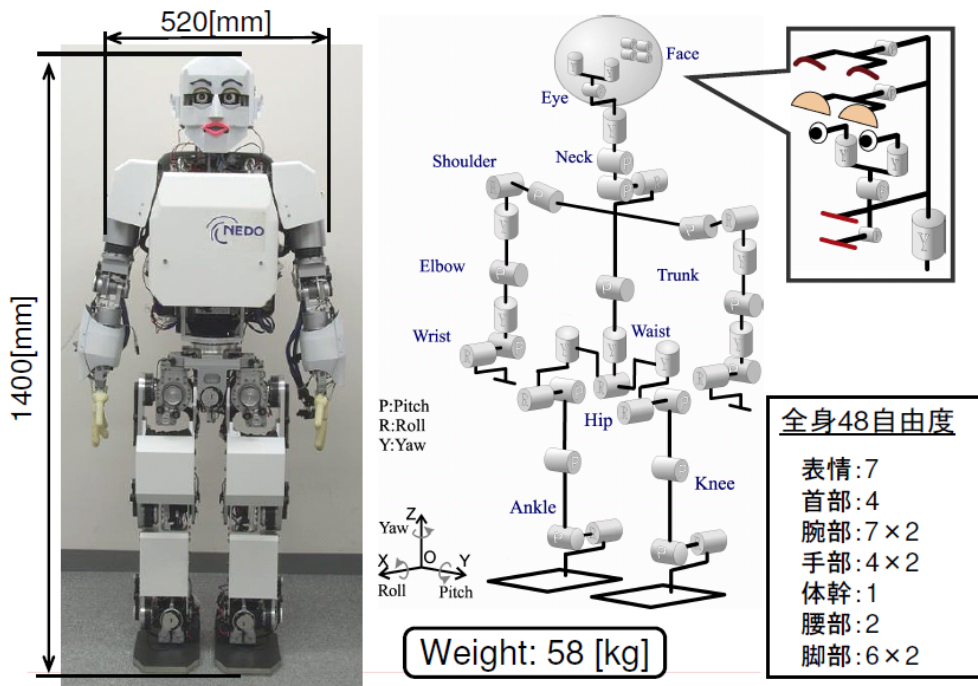 520[mm]
1400[mm]
NEDO
Face
Eye
Neck
Shoulder
Elbow
Trunk
Wrist
Waist
Hip
Knee
Ankle
P:Pitch
R:Roll
Y:Yaw
Z
Yaw
X
O
Y
Roll
Pitch
Weight: 58 [kg]
全身48自由度
表情:7
首部:4
腕部:7×2
手部:4×2
体幹:1
腰部:2
脚部:6×2